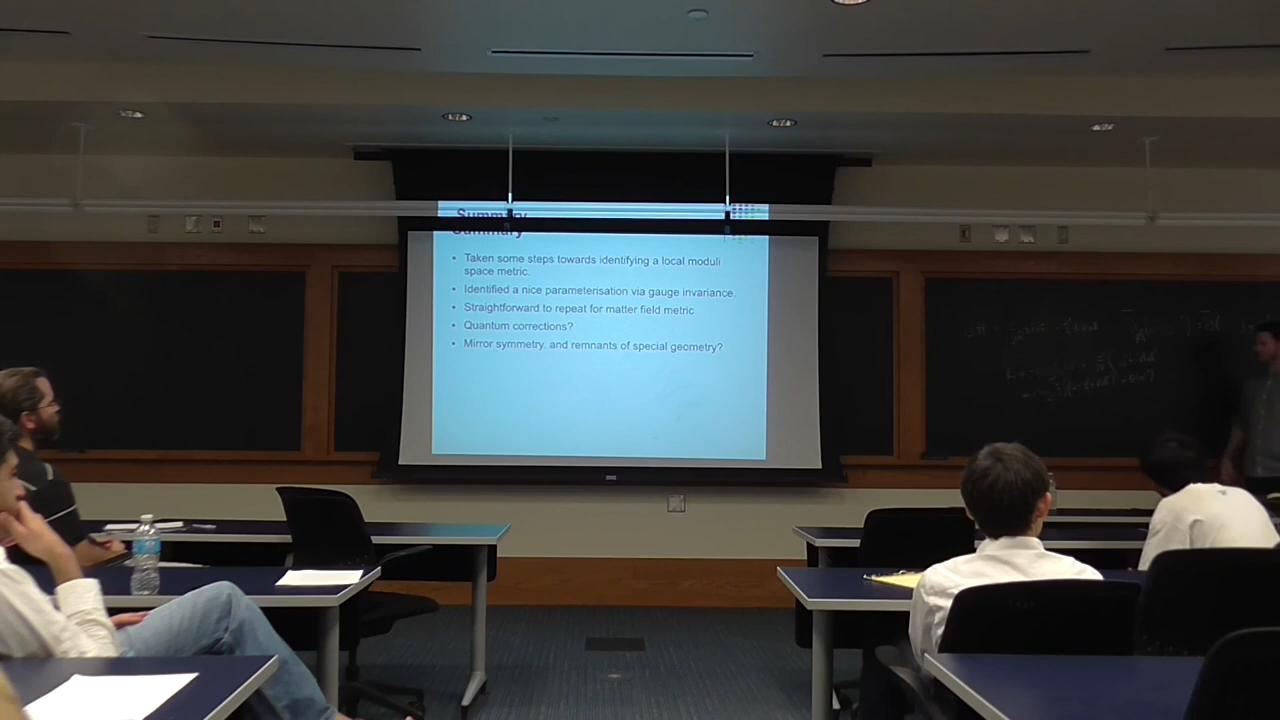 Summary
Summary
• Taken some steps towards identifying a local moduli
space metric.
• Identified a nice parameterisation via gauge invariance.
• Straightforward to repeat for matter field metric
• Quantum corrections?
• Mirror symmetry, and remnants of special geometry?